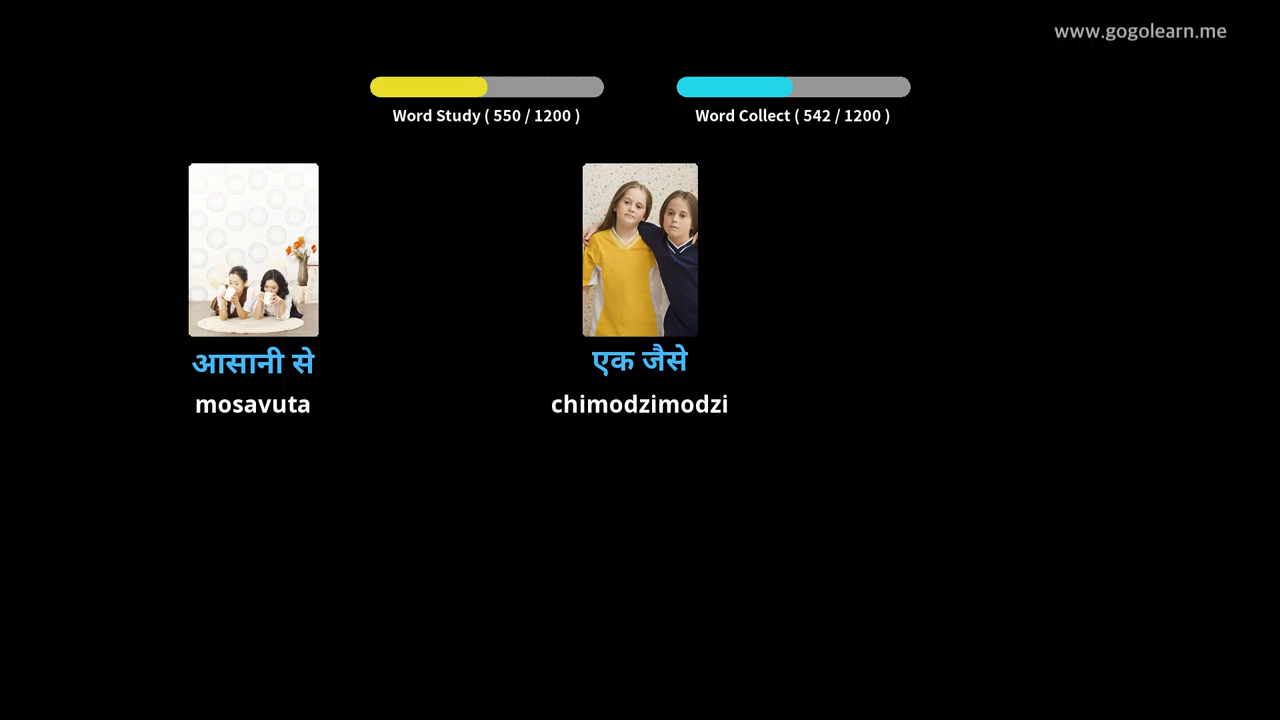 www.gogolearn.me
Word Study ( 550 / 1200 )
Word Collect ( 542 / 1200 )
आसानी से
mosavuta
एक जैसे
chimodzimodzi